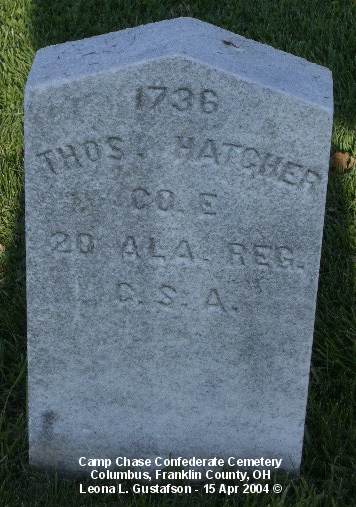 1736
THOS. HATCHER
CO. E
20 ALA. REG.
C. S. A.
Camp Chase Confederate Cemetery
Columbus, Franklin County, OH
Leona L. Gustafson - 15 Apr 2004 ©